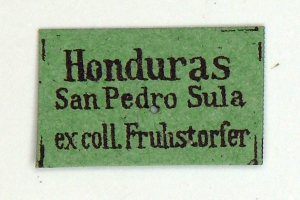 Honduras
San Pedro Sula
ex coll. Fruhstorfer